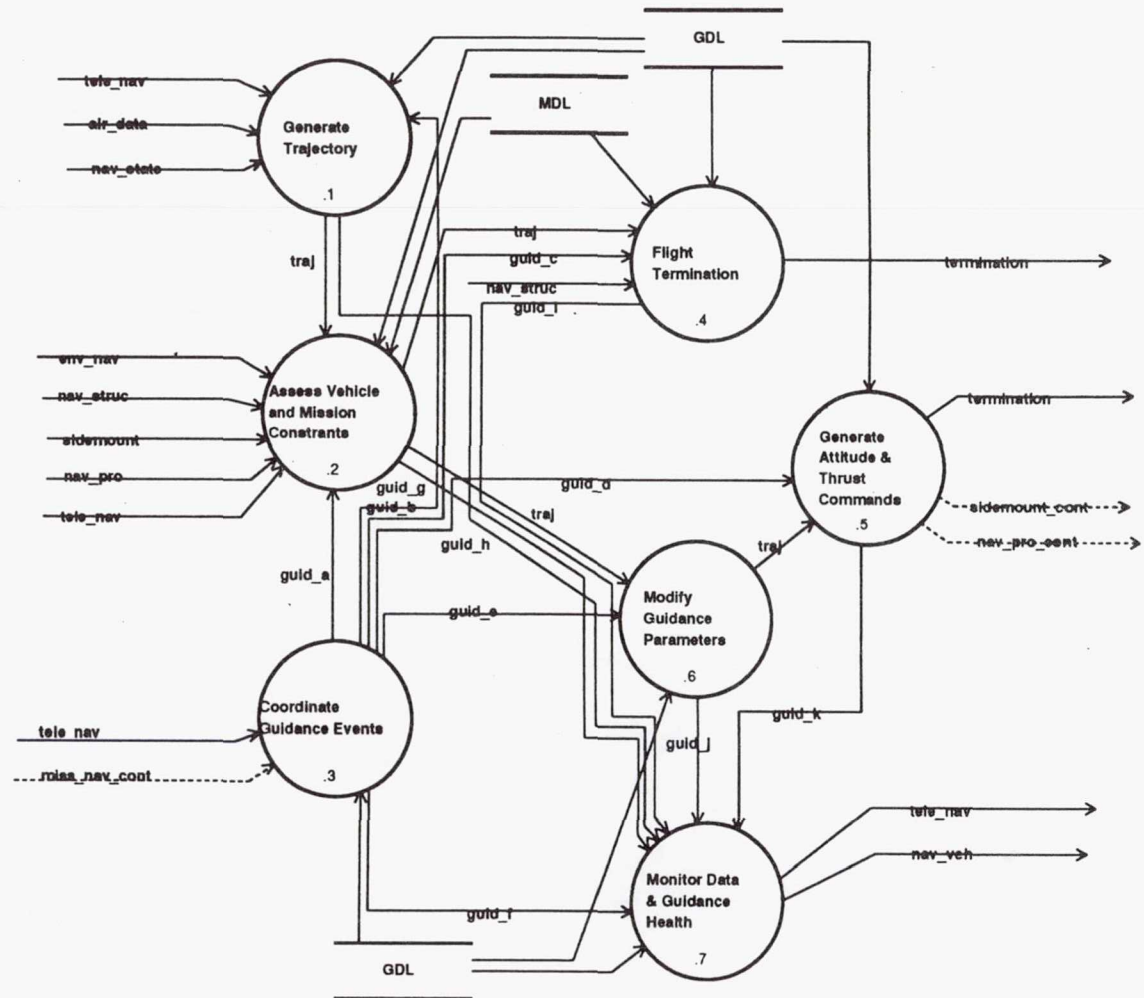 GDL
MDL
tele_nav
air_data
nav_state
Generate
Trajectory
.1
traj
traj
guid_c
nav_struc
guid_i
Flight
Termination
.4
termination
env_nav
nav_struc
sidemount
nav_pro
tele_nav
Assess Vehicle
and Mission
Constrants
.2
guid_g
guid_b
guid_h
guid_d
traj
Generate
Attitude &
Thrust
Commands
.5
termination
sidemount_cont
nav_pro_cont
traj
guid_a
guid_e
Modify
Guidance
Parameters
.6
Coordinate
Guidance Events
.3
tele_nav
miss_nav_cont
guid_j
guid_k
guid_f
Monitor Data
& Guidance
Health
.7
tele_nav
nav_veh
GDL